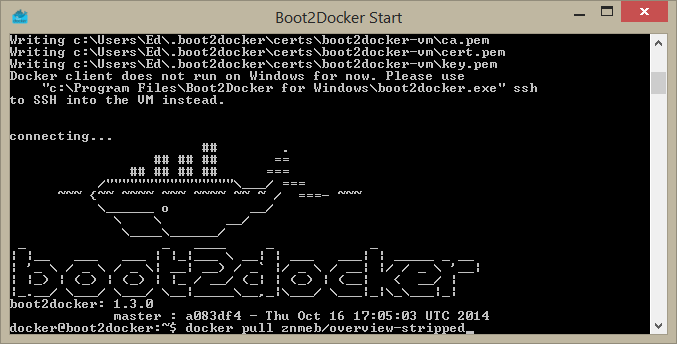 Boot2Docker Start
Writing c:\Users\Ed\.boot2docker\certs\boot2docker-vm\ca.pem
Writing c:\Users\Ed\.boot2docker\certs\boot2docker-vm\cert.pem
Writing c:\Users\Ed\.boot2docker\certs\boot2docker-vm\key.pem
Docker client does not run on Windows for now. Please use
"c:\Program Files\Boot2Docker for Windows\boot2docker.exe" ssh
to SSH into the VM instead.
connecting...
boot2docker
boot2docker: 1.3.0
master : a083df4 - Thu Oct 16 17:05:03 UTC 2014
docker@boot2docker:~$ docker pull znmeb/overview-stripped_